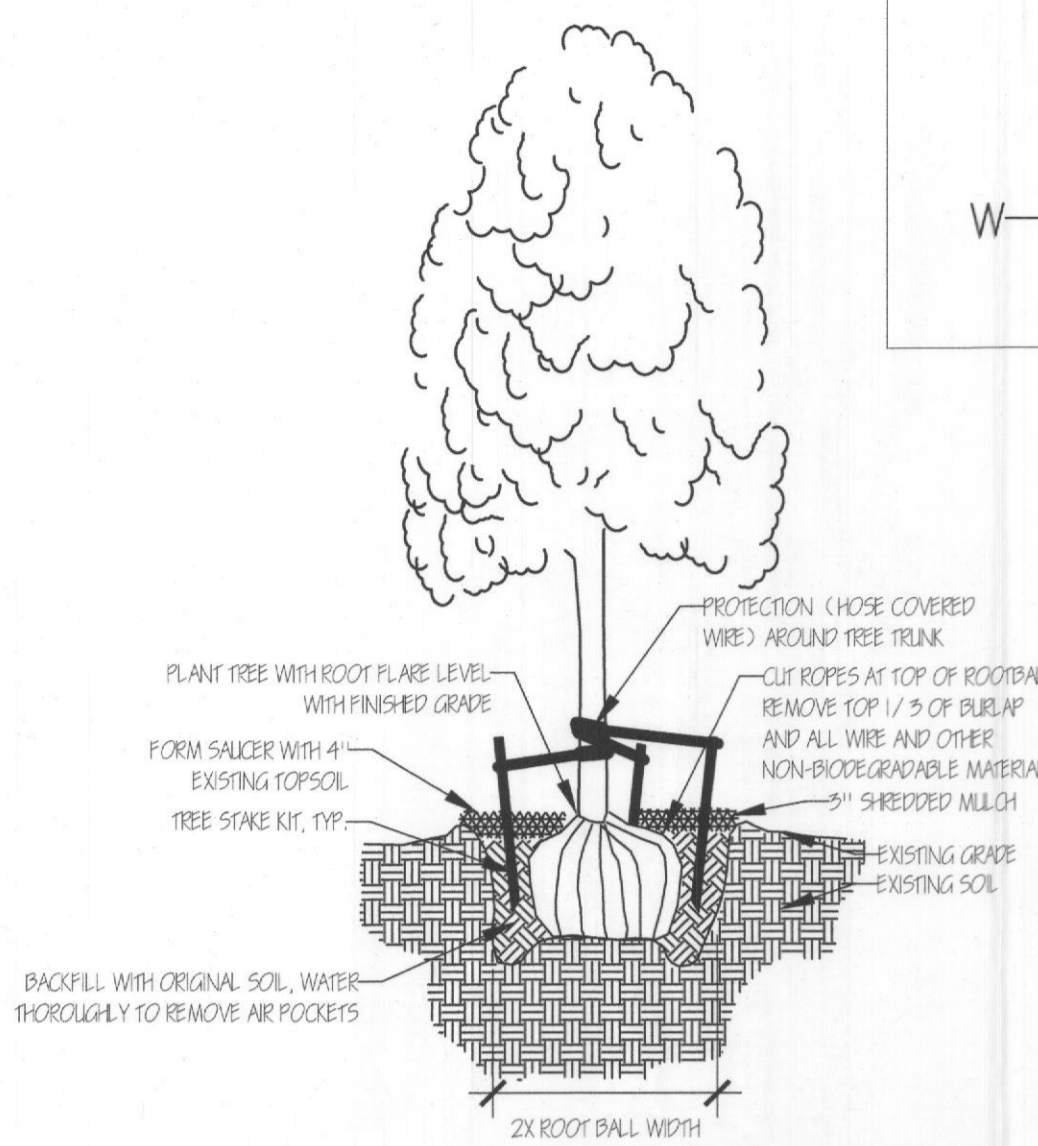 W
PROTECTION (HOSE COVERED
WIRE) AROUND TREE TRUNK
PLANT TREE WITH ROOT FLARE LEVEL
WITH FINISHED GRADE
CUT ROPES AT TOP OF ROOTBAL
REMOVE TOP 1/3 OF BURLAP
AND ALL WIRE AND OTHER
NON-BIODEGRADABLE MATERIAL
FORM SAUCER WITH 4"
EXISTING TOPSOIL
3" SHREDDED MULCH
TREE STAKE KIT, TYP.
EXISTING GRADE
EXISTING SOIL
BACKFILL WITH ORIGINAL SOIL, WATER
THOROUGHLY TO REMOVE AIR POCKETS
2X ROOT BALL WIDTH